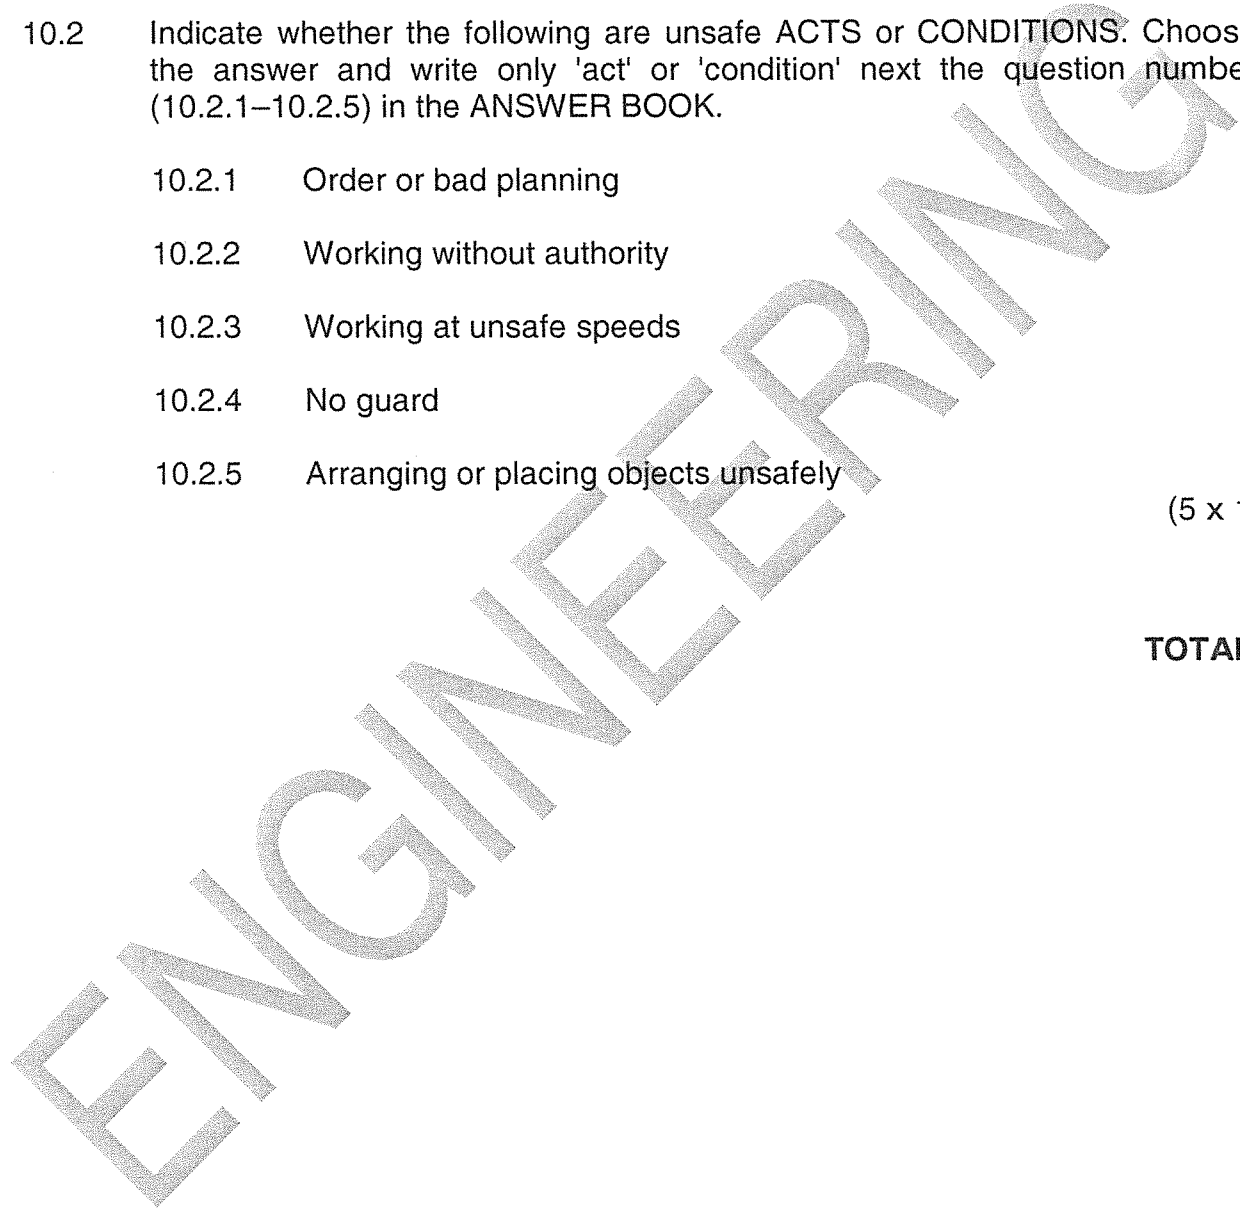 10.2 Indicate whether the following are unsafe ACTS or CONDITIONS. Choos
the answer and write only 'act' or 'condition' next the question numbe
(10.2.1–10.2.5) in the ANSWER BOOK.
10.2.1 Order or bad planning
10.2.2 Working without authority
10.2.3 Working at unsafe speeds
10.2.4 No guard
10.2.5 Arranging or placing objects unsafely
(5 x
TOTAL
ENGINEERING